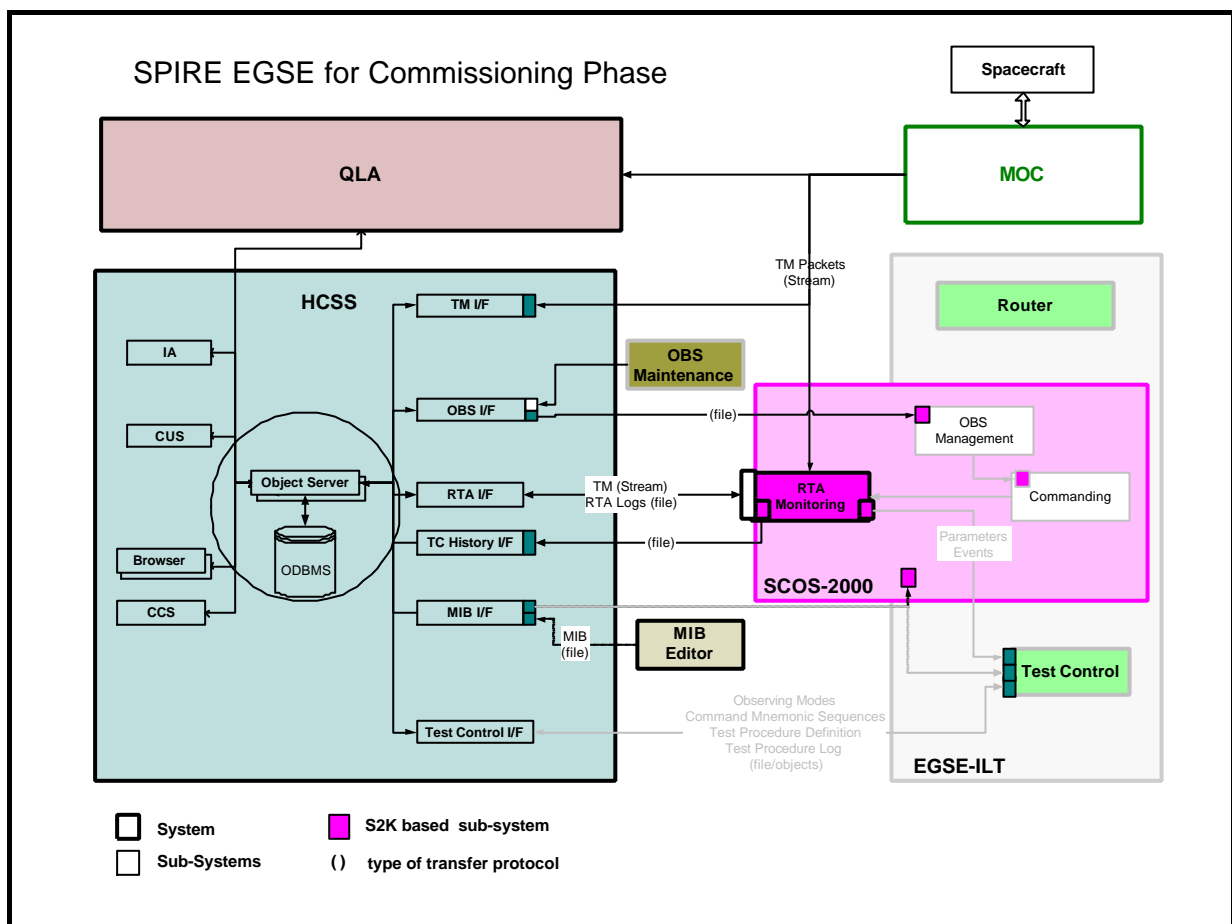 SPIRE EGSE for Commissioning Phase
Spacecraft
QLA
MOC
TM Packets
(Stream)
HCSS
TM I/F
Router
IA
OBS
Maintenance
OBS I/F
(file)
OBS
Management
CUS
Object Server
RTA I/F
TM (Stream)
RTA Logs (file)
RTA
Monitoring
Commanding
TC History I/F
(file)
Parameters
Events
Browser
ODBMS
SCOS-2000
CCS
MIB I/F
MIB
(file)
MIB
Editor
Test Control
Observing Modes
Command Mnemonic Sequences
Test Procedure Definition
Test Procedure Log
(file/objects)
Test Control I/F
EGSE-ILT
System
S2K based sub-system
Sub-Systems
() type of transfer protocol